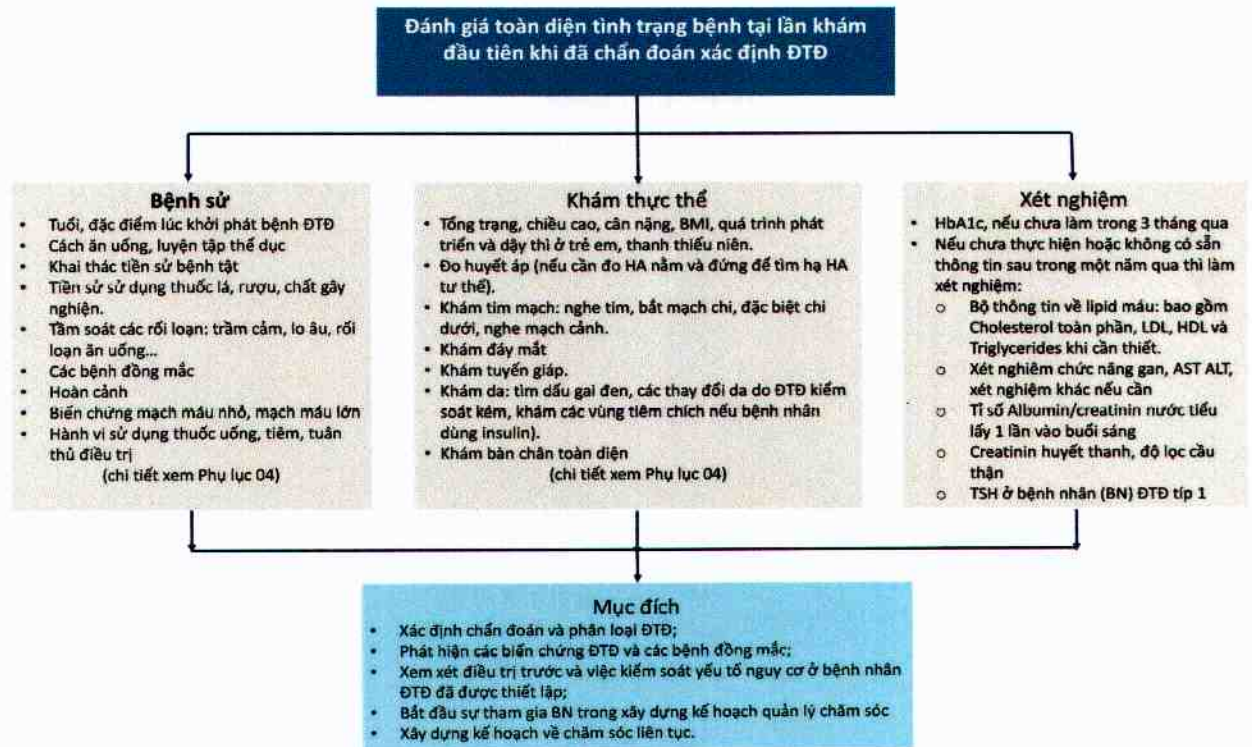 Đánh giá toàn diện tình trạng bệnh tại lần khám
đầu tiên khi đã chẩn đoán xác định ĐTĐ
Bệnh sử
• Tuổi, đặc điểm lúc khởi phát bệnh ĐTĐ
• Cách ăn uống, luyện tập thể dục
• Khai thác tiền sử bệnh tật
• Tiền sử sử dụng thuốc lá, rượu, chất gây
nghiện.
• Tầm soát các rối loạn: trầm cảm, lo âu, rối
loạn ăn uống...
• Các bệnh đồng mắc
• Hoàn cảnh
• Biến chứng mạch máu nhỏ, mạch máu lớn
• Hành vi sử dụng thuốc uống, tiêm, tuân
thủ điều trị
(chi tiết xem Phụ lục 04)
Khám thực thể
• Tổng trạng, chiều cao, cân nặng, BMI, quá trình phát
triển và dậy thì ở trẻ em, thanh thiếu niên.
• Đo huyết áp (nếu cần đo HA nằm và đứng để tìm hạ HA
tư thế).
• Khám tim mạch: nghe tim, bắt mạch chi, đặc biệt chi
dưới, nghe mạch cảnh.
• Khám đáy mắt
• Khám tuyến giáp.
• Khám da: tìm dấu gai đen, các thay đổi da do ĐTĐ kiểm
soát kém, khám các vùng tiêm chích nếu bệnh nhân
dùng insulin).
• Khám bàn chân toàn diện
(chi tiết xem Phụ lục 04)
Xét nghiệm
• HbA1c, nếu chưa làm trong 3 tháng qua
• Nếu chưa thực hiện hoặc không có sẵn
thông tin sau trong một năm qua thì làm
xét nghiệm:
o Bộ thông tin về lipid máu: bao gồm
Cholesterol toàn phần, LDL, HDL và
Triglycerides khi cần thiết.
o Xét nghiệm chức năng gan, AST ALT,
xét nghiệm khác nếu cần
o Tỉ số Albumin/creatinin nước tiểu
lấy 1 lần vào buổi sáng
o Creatinin huyết thanh, độ lọc cầu
thận
o TSH ở bệnh nhân (BN) ĐTĐ típ 1
Mục đích
• Xác định chẩn đoán và phân loại ĐTĐ;
• Phát hiện các biến chứng ĐTĐ và các bệnh đồng mắc;
• Xem xét điều trị trước và việc kiểm soát yếu tố nguy cơ ở bệnh nhân
ĐTĐ đã được thiết lập;
• Bắt đầu sự tham gia BN trong xây dựng kế hoạch quản lý chăm sóc
• Xây dựng kế hoạch về chăm sóc liên tục.